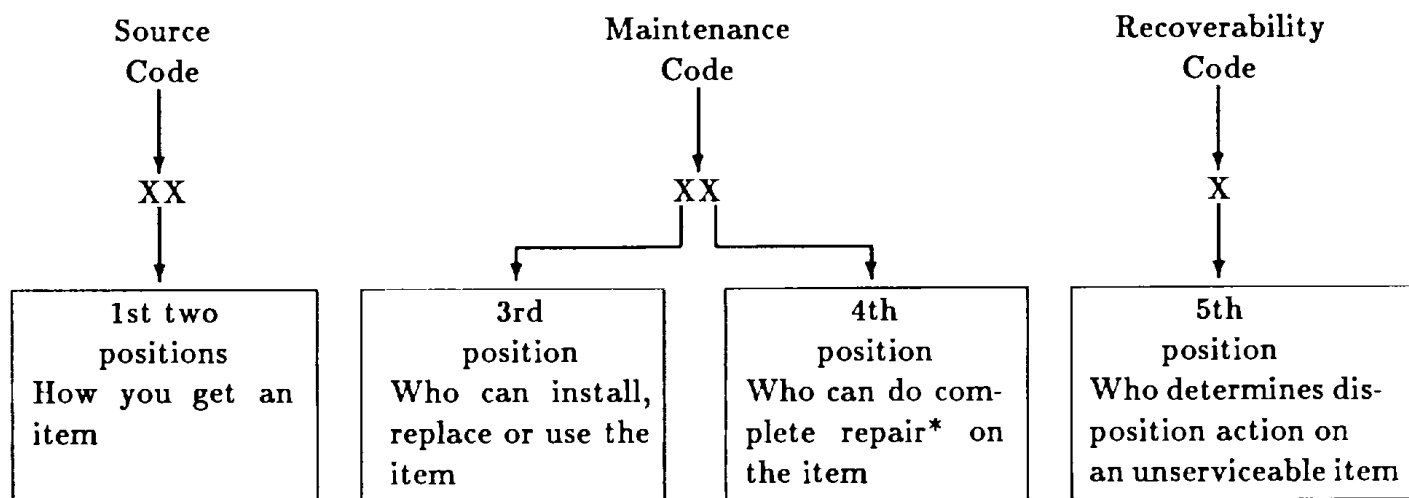 Source
Code
Maintenance
Code
Recoverability
Code
XX
XX
X
1st two
positions
How you get an
item
3rd
position
Who can install,
replace or use the
item
4th
position
Who can do com-
plete repair* on
the item
5th
position
Who determines dis-
position action on
an unserviceable item